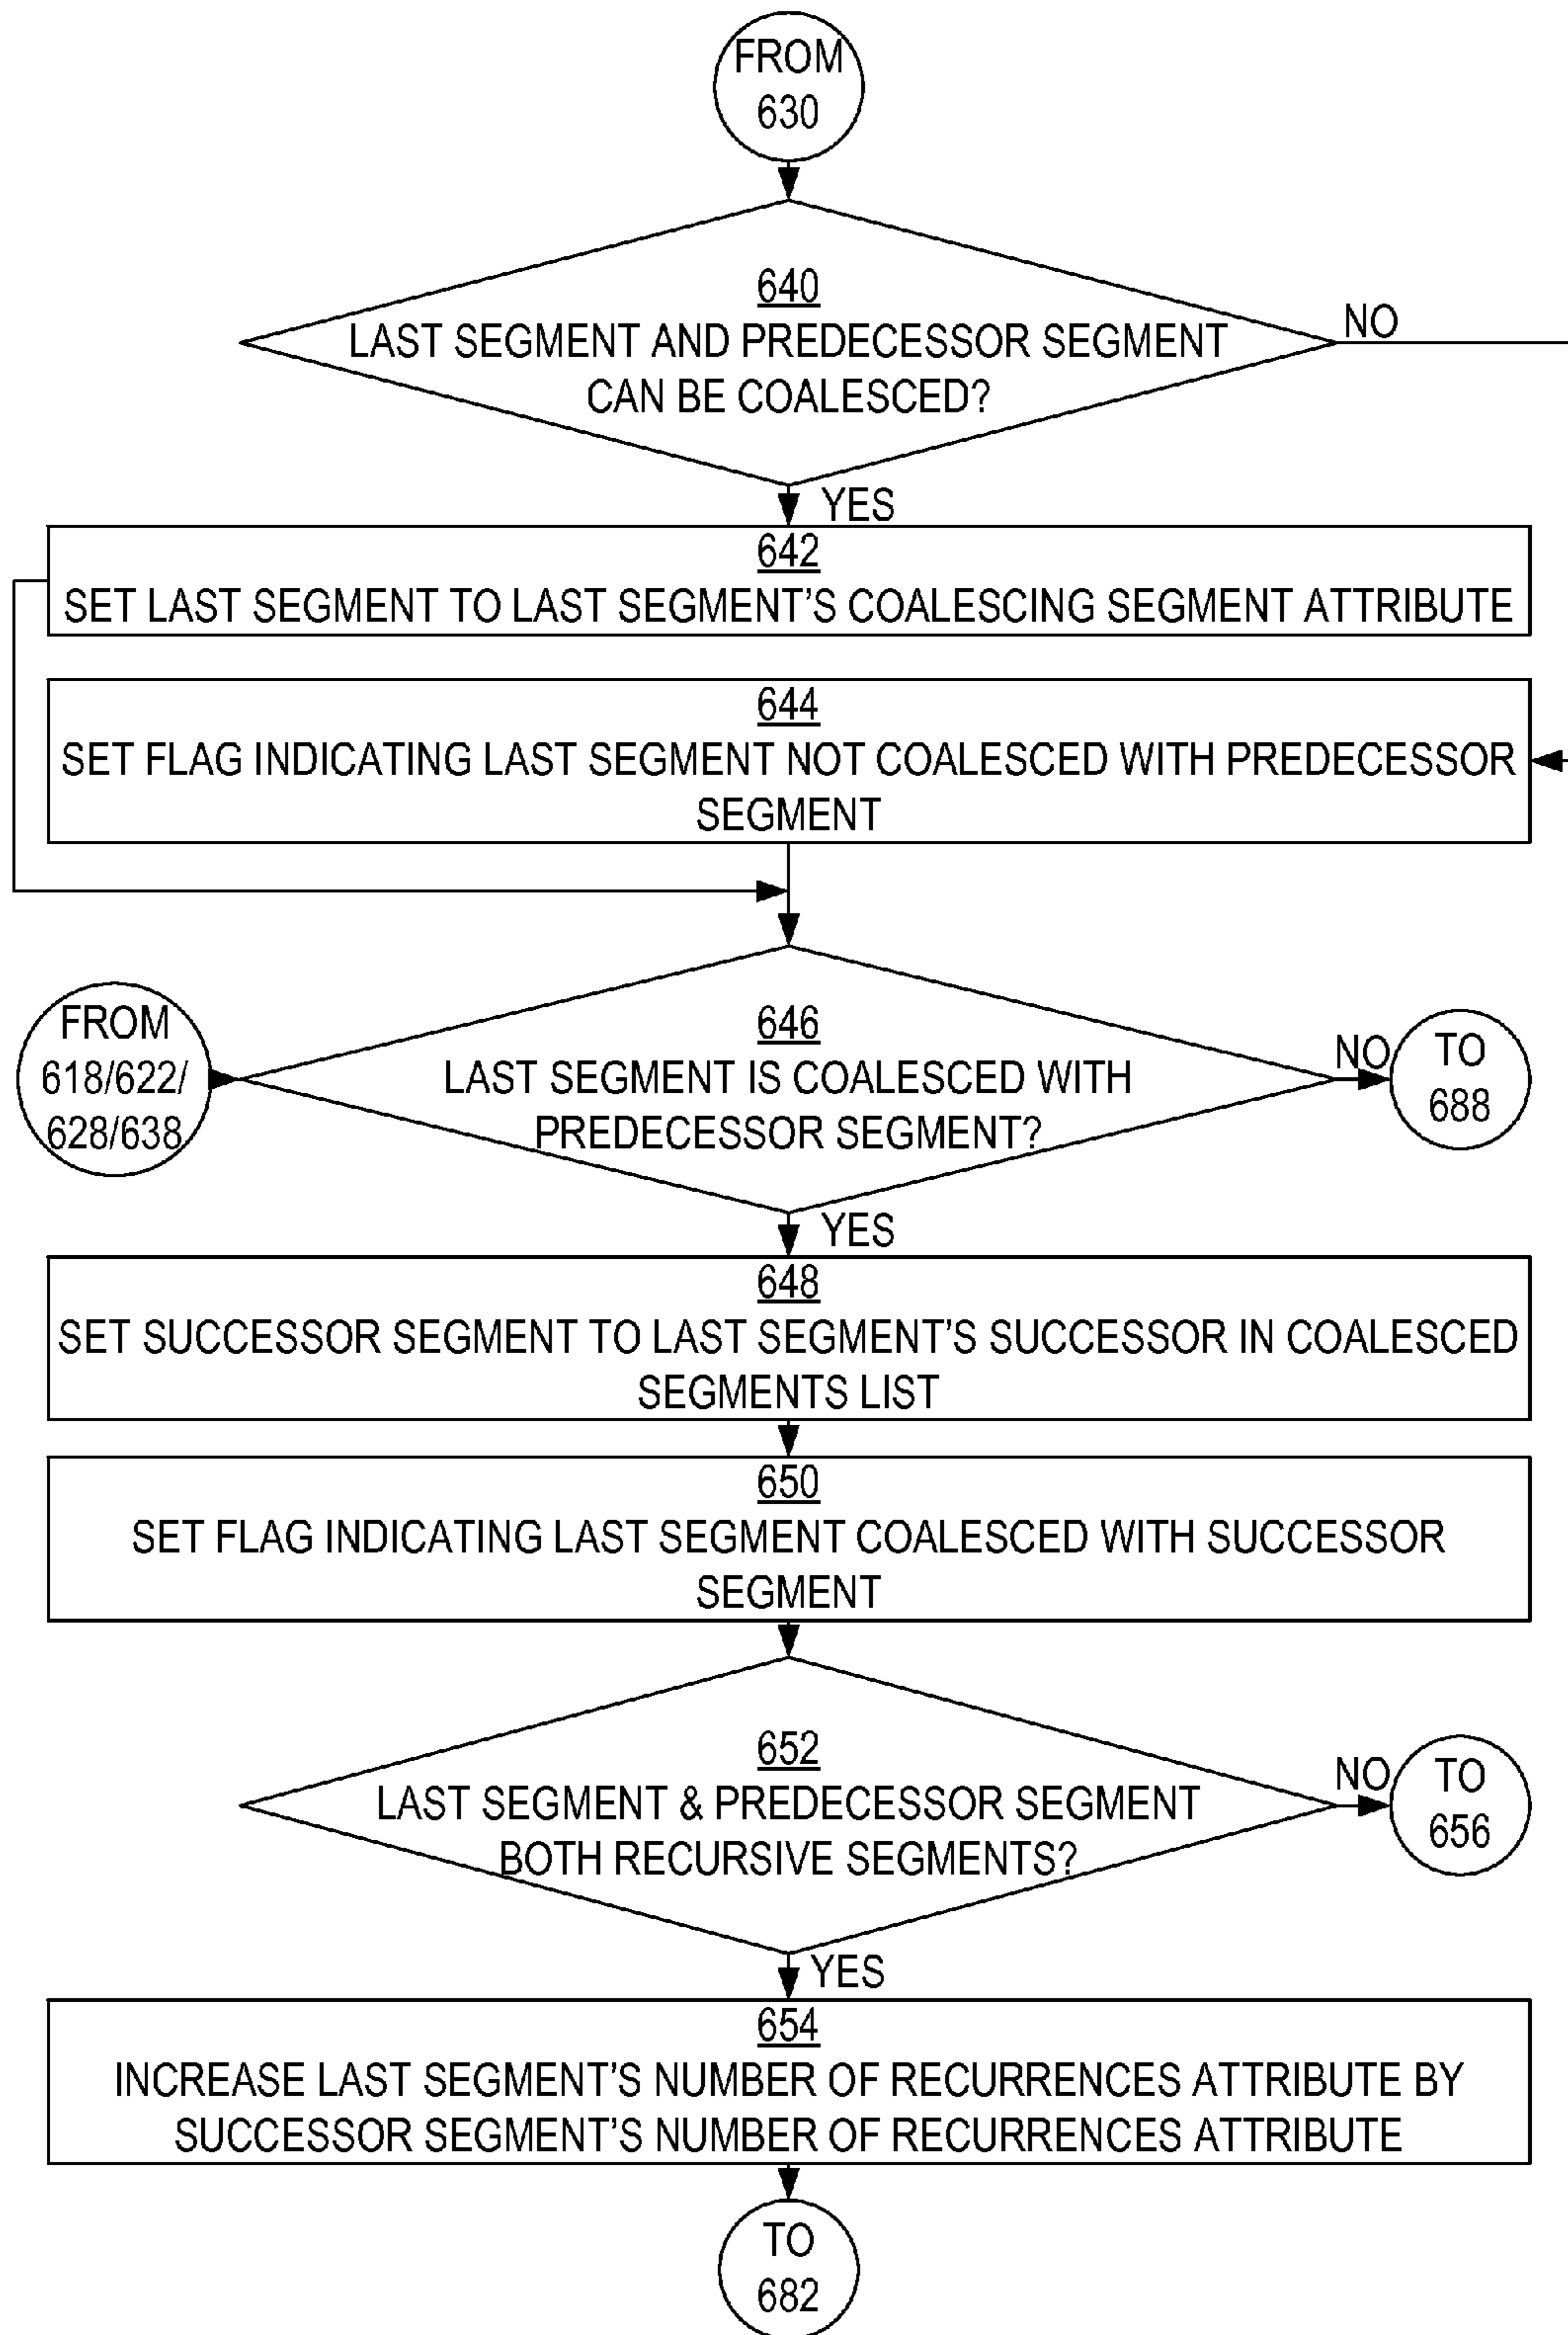 FROM
630
640
LAST SEGMENT AND PREDECESSOR SEGMENT
CAN BE COALESCED?
NO
YES
642
SET LAST SEGMENT TO LAST SEGMENT'S COALESCING SEGMENT ATTRIBUTE
644
SET FLAG INDICATING LAST SEGMENT NOT COALESCED WITH PREDECESSOR
SEGMENT
FROM
618/622/
628/638
646
LAST SEGMENT IS COALESCED WITH
PREDECESSOR SEGMENT?
NO
TO
688
YES
648
SET SUCCESSOR SEGMENT TO LAST SEGMENT'S SUCCESSOR IN COALESCED
SEGMENTS LIST
650
SET FLAG INDICATING LAST SEGMENT COALESCED WITH SUCCESSOR
SEGMENT
652
LAST SEGMENT & PREDECESSOR SEGMENT
BOTH RECURSIVE SEGMENTS?
NO
TO
656
YES
654
INCREASE LAST SEGMENT'S NUMBER OF RECURRENCES ATTRIBUTE BY
SUCCESSOR SEGMENT'S NUMBER OF RECURRENCES ATTRIBUTE
TO
682